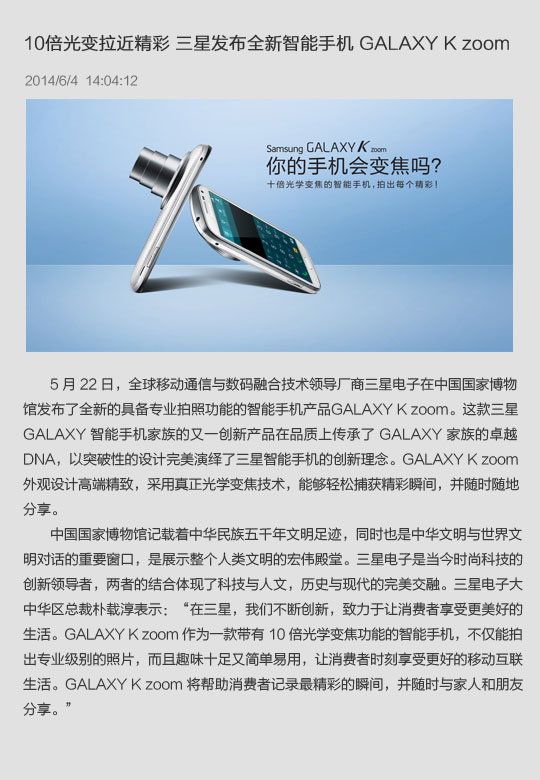 10倍光变拉近精彩 三星发布全新智能手机 GALAXY K zoom
2014/6/4 14:04:12
Samsung GALAXY K zoom
你的手机会变焦吗？
十倍光学变焦的智能手机，拍出每个精彩！
5 月 22 日，全球移动通信与数码融合技术领导厂商三星电子在中国国家博物
馆发布了全新的具备专业拍照功能的智能手机产品GALAXY K zoom。这款三星
GALAXY 智能手机家族的又一创新产品在品质上传承了 GALAXY 家族的卓越
DNA，以突破性的设计完美演绎了三星智能手机的创新理念。GALAXY K zoom
外观设计高端精致，采用真正光学变焦技术，能够轻松捕获精彩瞬间，并随时随地
分享。
中国国家博物馆记载着中华民族五千年文明足迹，同时也是中华文明与世界文
明对话的重要窗口，是展示整个人类文明的宏伟殿堂。三星电子是当今时尚科技的
创新领导者，两者的结合体现了科技与人文，历史与现代的完美交融。三星电子大
中华区总裁朴载淳表示：“在三星，我们不断创新，致力于让消费者享受更美好的
生活。GALAXY K zoom 作为一款带有 10 倍光学变焦功能的智能手机，不仅能拍
出专业级别的照片，而且趣味十足又简单易用，让消费者时刻享受更好的移动互联
生活。GALAXY K zoom 将帮助消费者记录最精彩的瞬间，并随时与家人和朋友
分享。”